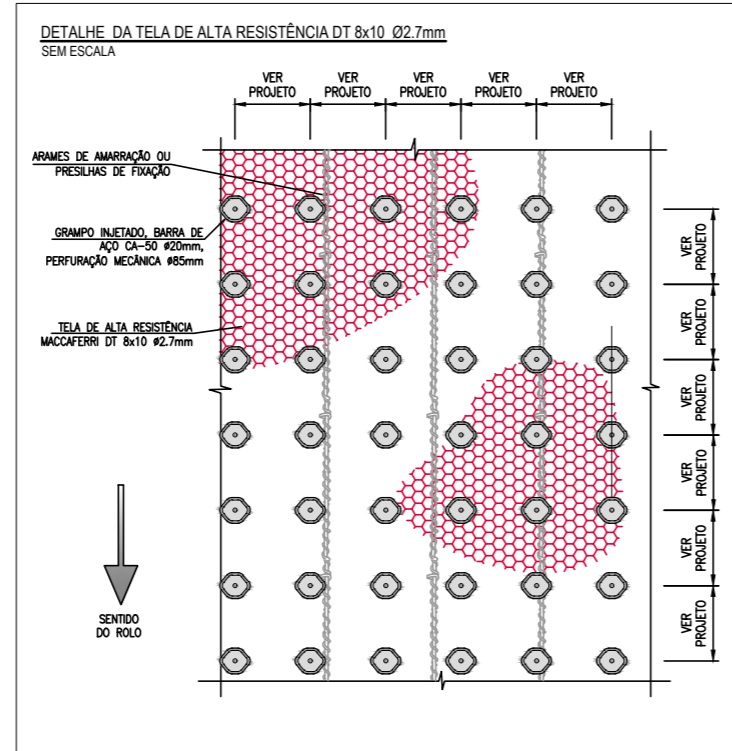 DETALHE DA TELA DE ALTA RESISTÊNCIA DT 8x10 Ø2.7mm
SEM ESCALA
VER
PROJETO
VER
PROJETO
VER
PROJETO
VER
PROJETO
VER
PROJETO
ARAMES DE AMARRAÇÃO OU
PRESILHAS DE FIXAÇÃO
GRAMPO INJETADO, BARRA DE
AÇO CA-50 Ø20mm,
PERFURAÇÃO MECÂNICA Ø85mm
TELA DE ALTA RESISTÊNCIA
MACCAFERRI DT 8x10 Ø2.7mm
SENTIDO
DO ROLO
VER
PROJETO
VER
PROJETO
VER
PROJETO
VER
PROJETO
VER
PROJETO
VER
PROJETO